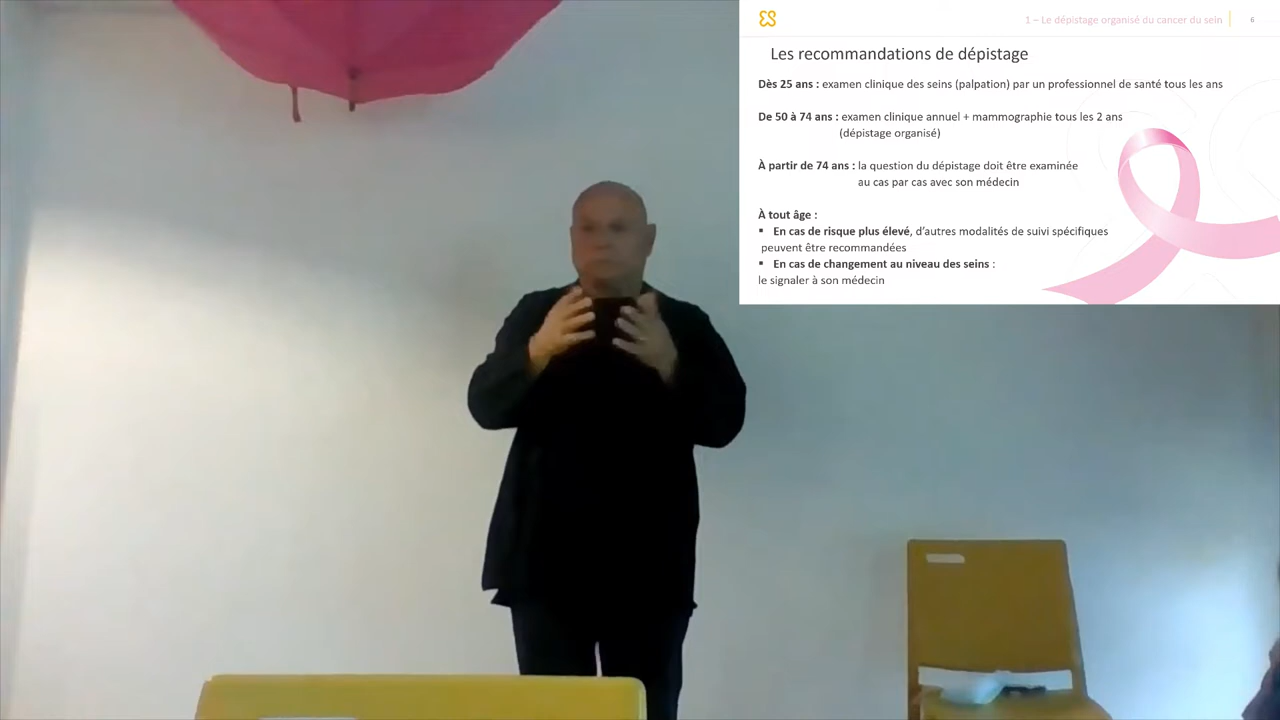 1 – Le dépistage organisé du cancer du sein
6
Les recommandations de dépistage
Dès 25 ans : examen clinique des seins (palpation) par un professionnel de santé tous les ans
De 50 à 74 ans : examen clinique annuel + mammographie tous les 2 ans
(dépistage organisé)
À partir de 74 ans : la question du dépistage doit être examinée
au cas par cas avec son médecin
À tout âge :
▪ En cas de risque plus élevé, d’autres modalités de suivi spécifiques
peuvent être recommandées
▪ En cas de changement au niveau des seins :
le signaler à son médecin